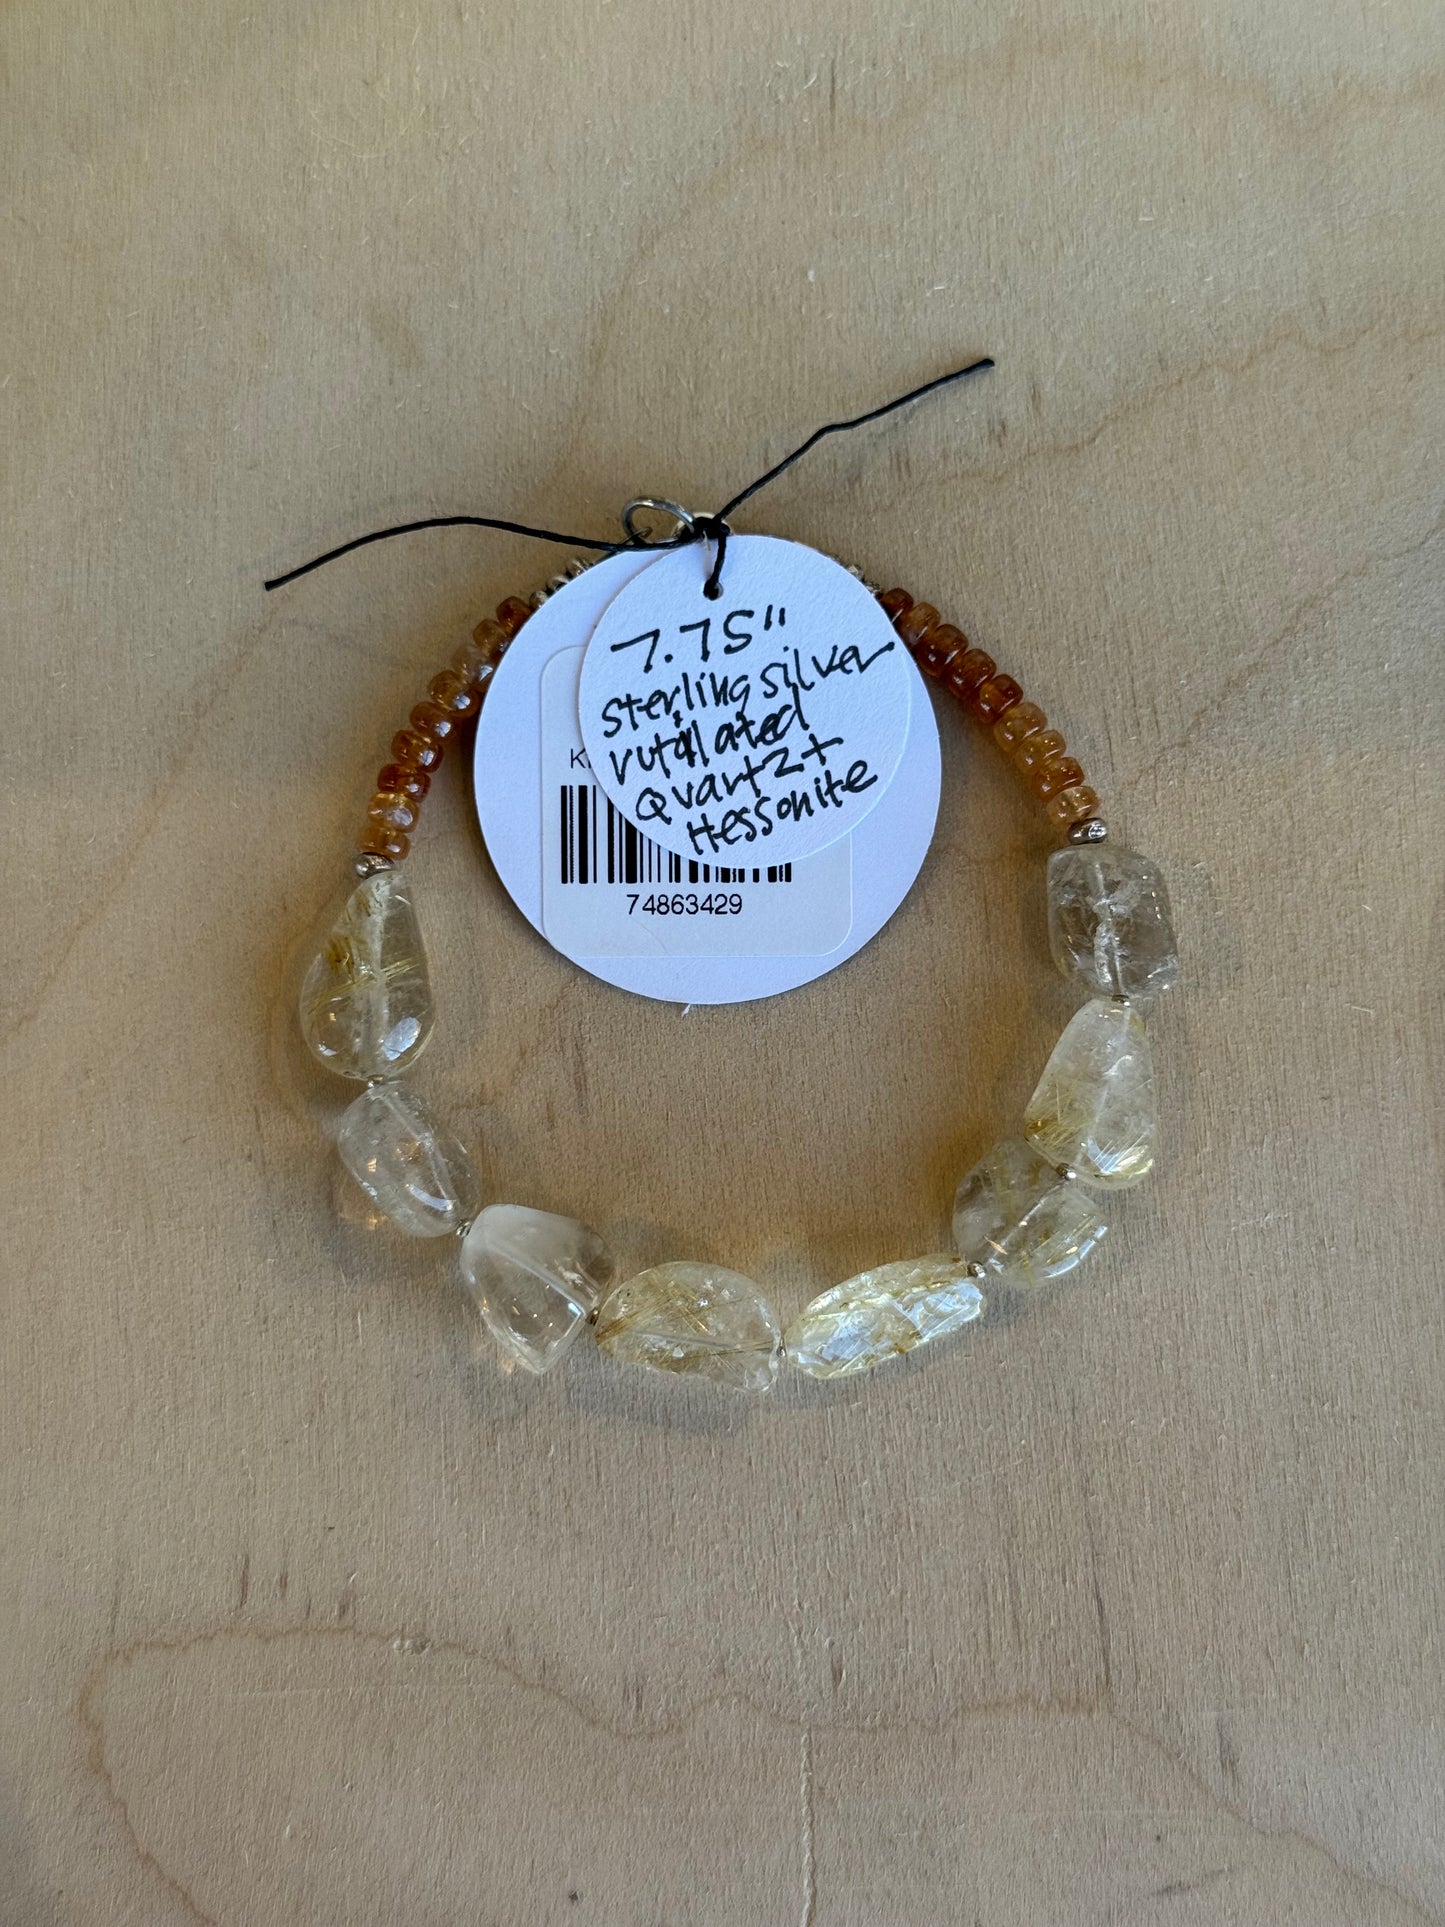 7.75"
Sterling silver
rutilated
Quartz +
Hessonite
74863429